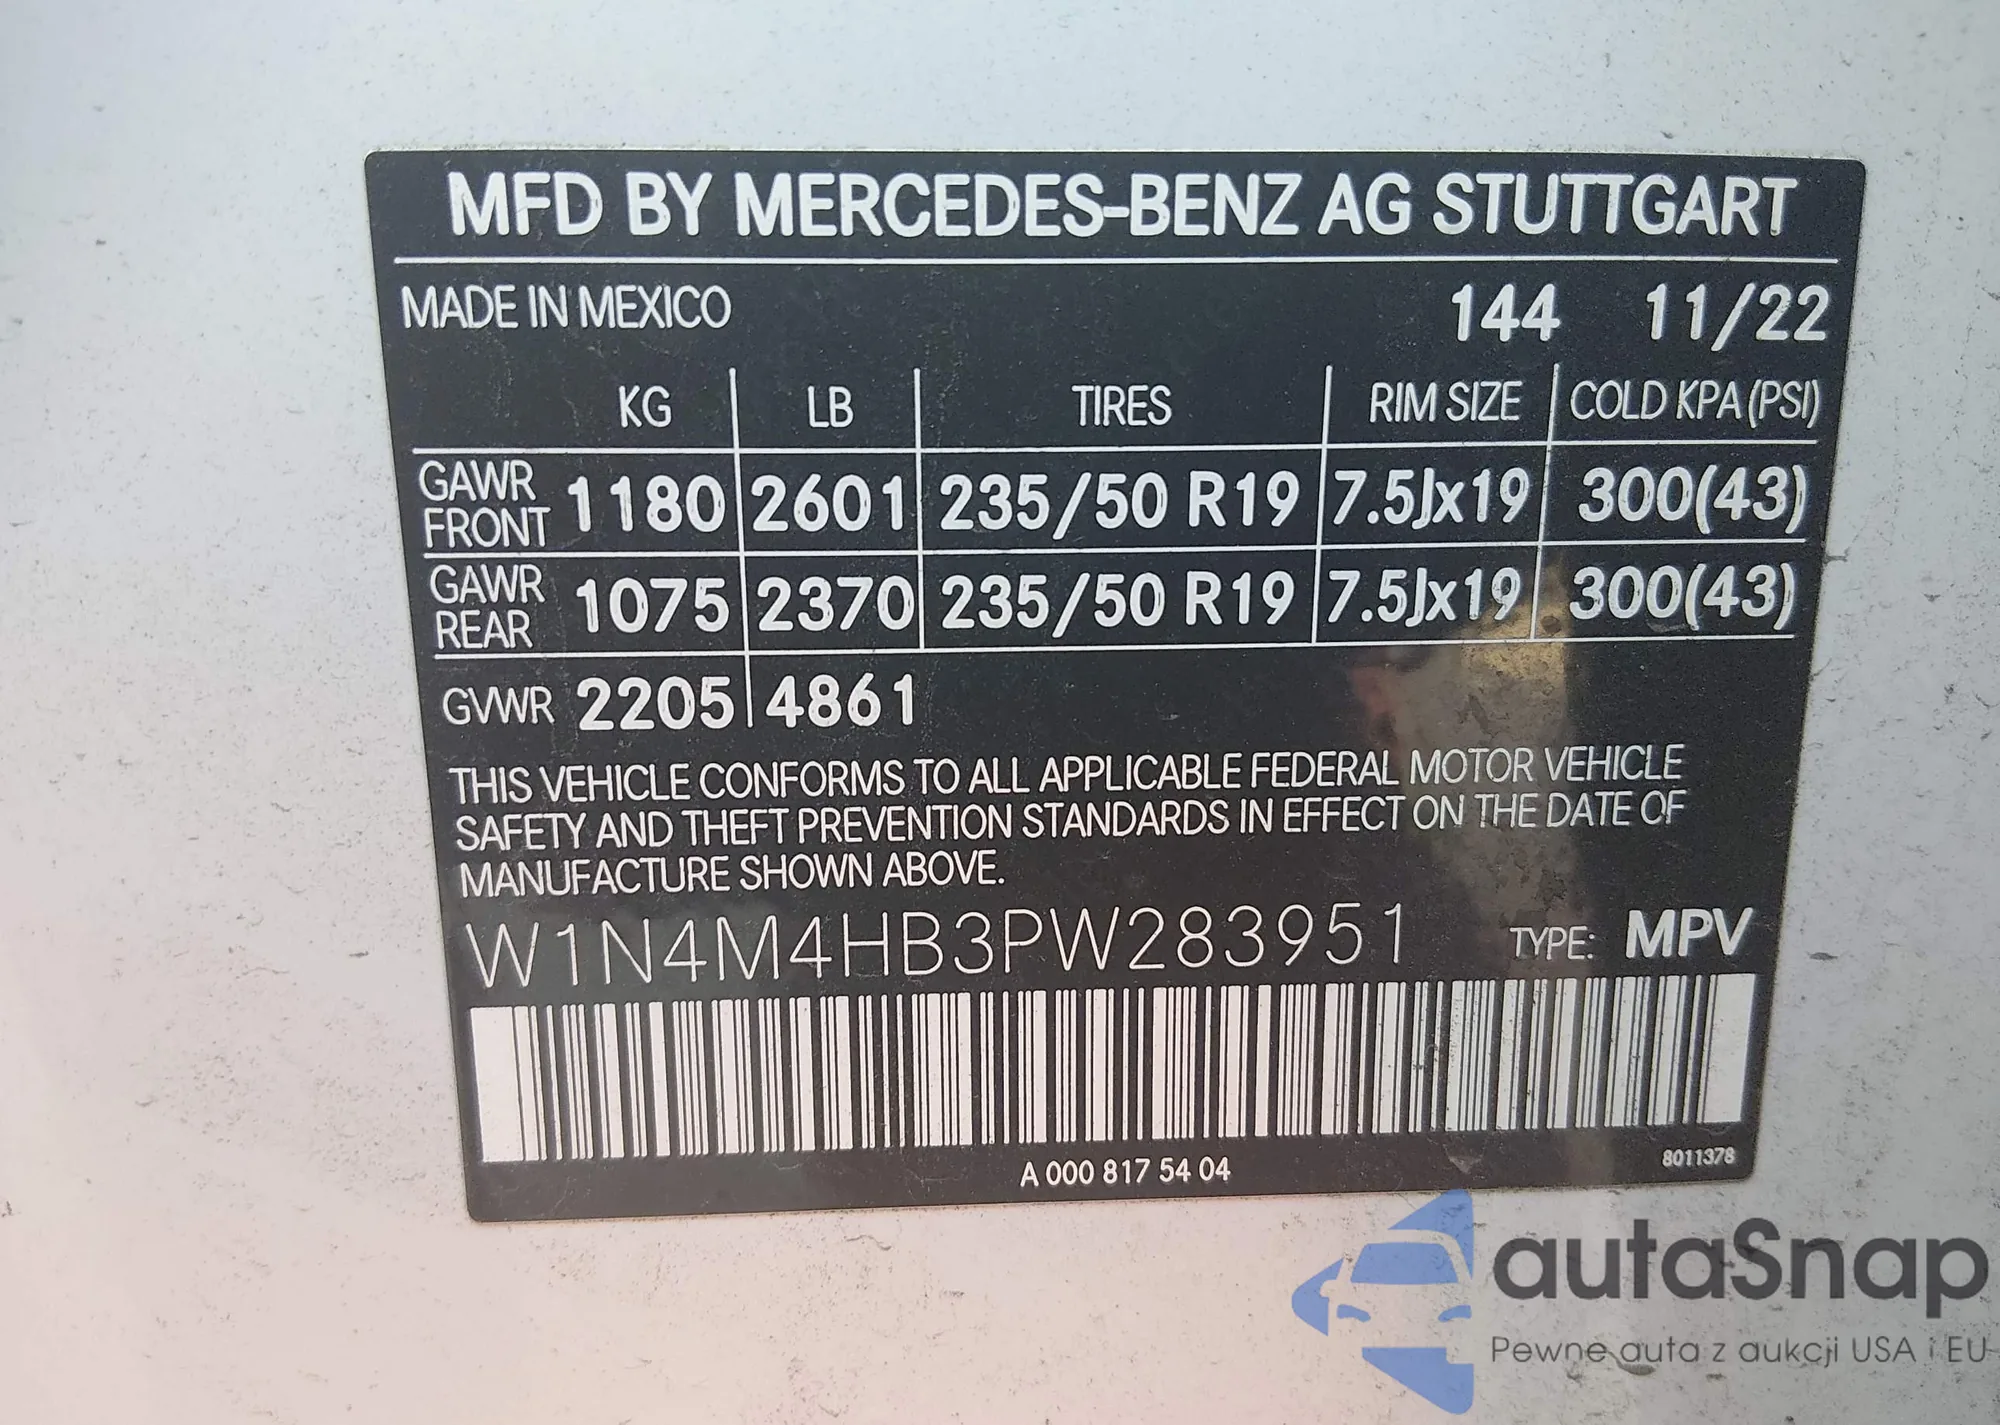 MFD BY MERCEDES-BENZ AG STUTTGART
MADE IN MEXICO 144 11/22
KG LB TIRES RIM SIZE COLD KPA (PSI)
GAWR FRONT 1180 2601 235/50 R19 7.5Jx19 300(43)
GAWR REAR 1075 2370 235/50 R19 7.5Jx19 300(43)
GVWR 2205 4861
THIS VEHICLE CONFORMS TO ALL APPLICABLE FEDERAL MOTOR VEHICLE
SAFETY AND THEFT PREVENTION STANDARDS IN EFFECT ON THE DATE OF
MANUFACTURE SHOWN ABOVE.
W1N4M4HB3PW283951 TYPE: MPV
A 000 817 54 04 8011378
autaSnap
Pewne auta z aukcji USA i EU